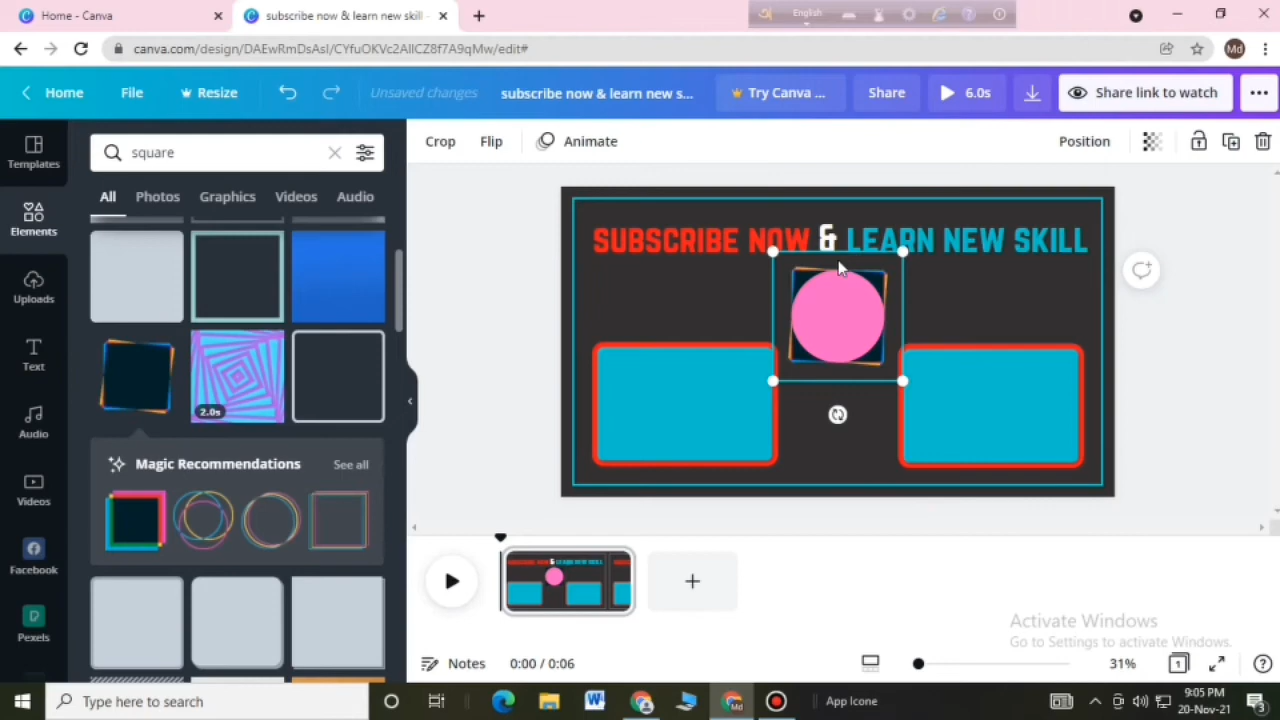 Home - Canva
subscribe now & learn new skill -
English
canva.com/design/DAEwRmDsAsI/CYfuOKVc2AllCZ8f7A9qMw/edit#
Md
Home
File
Resize
Unsaved changes
subscribe now & learn new s...
Try Canva ...
Share
6.0s
Share link to watch
Templates
square
Crop
Flip
Animate
Position
All
Photos
Graphics
Videos
Audio
Elements
SUBSCRIBE NOW & LEARN NEW SKILL
Uploads
Text
2.0s
Audio
Magic Recommendations
See all
Videos
Facebook
Pexels
Activate Windows
Go to Settings to activate Windows.
Notes
0:00 / 0:06
31%
1
Type here to search
App Icone
9:05 PM
20-Nov-21
3